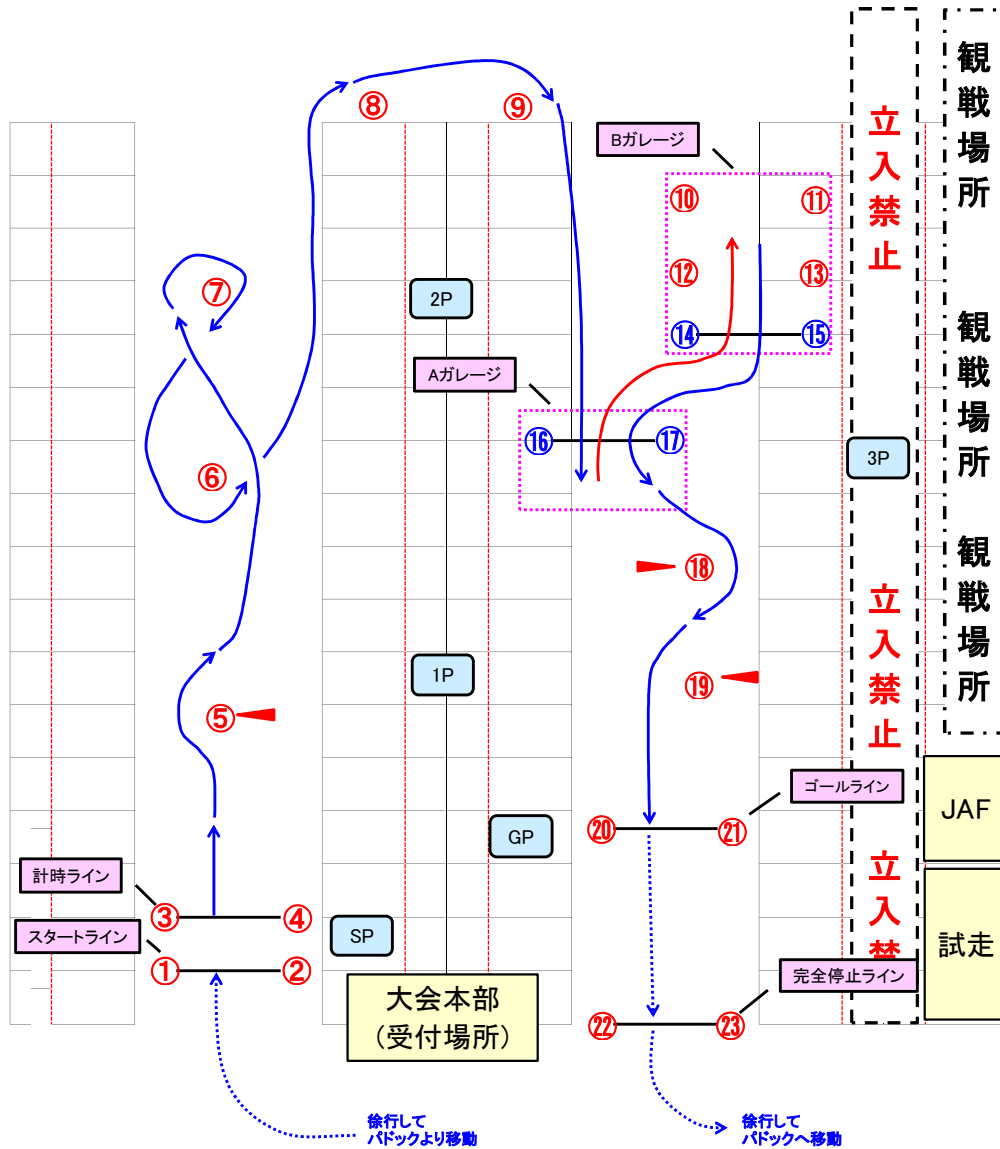 観戦場所
観戦場所
観戦場所
立入禁止
立入禁止
立入禁
⑧
⑨
Bガレージ
⑩
⑪
⑫
⑬
⑭
⑮
⑦
2P
Aガレージ
⑯
⑰
3P
⑥
⑱
1P
⑲
⑤
ゴールライン
JAF
GP
⑳
㉑
計時ライン
③
④
スタートライン
SP
①
②
試走
完全停止ライン
大会本部
(受付場所)
㉒
㉓
徐行して
パドックより移動
徐行して
パドックへ移動